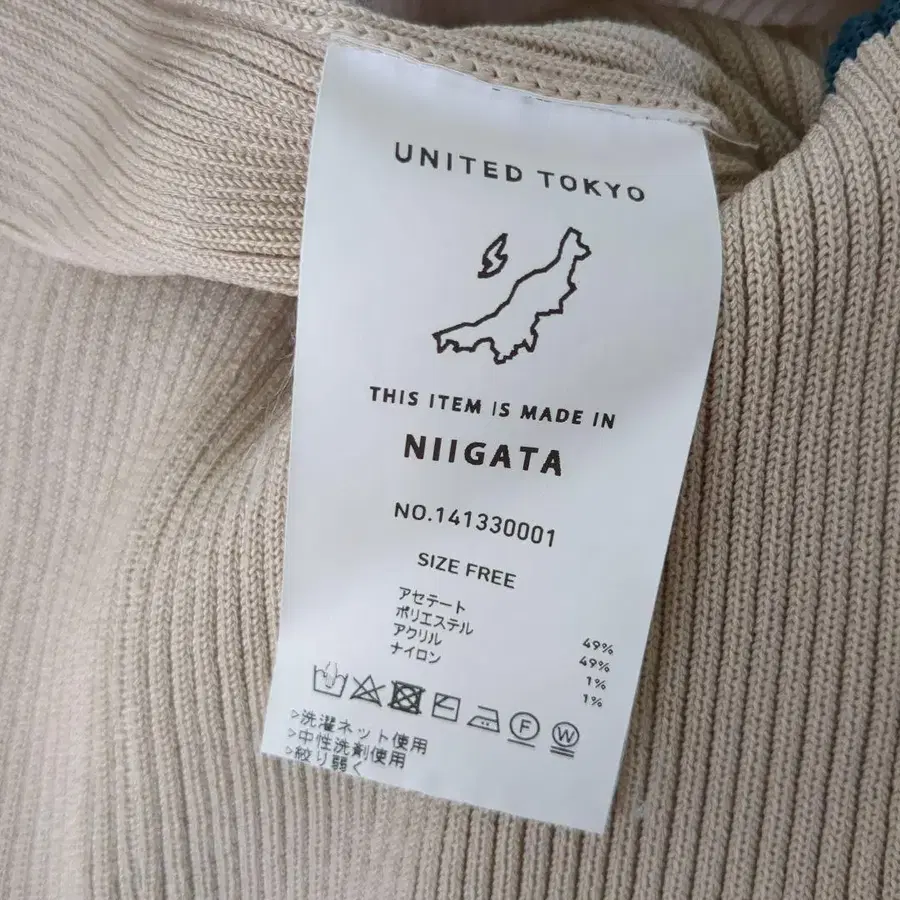 UNITED TOKYO
THIS ITEM IS MADE IN
NIIGATA
NO.141330001
SIZE FREE
アセテート 49%
ポリエステル 49%
アクリル 1%
ナイロン 1%
F W
>洗濯ネット使用
>中性洗剤使用
>絞り弱く